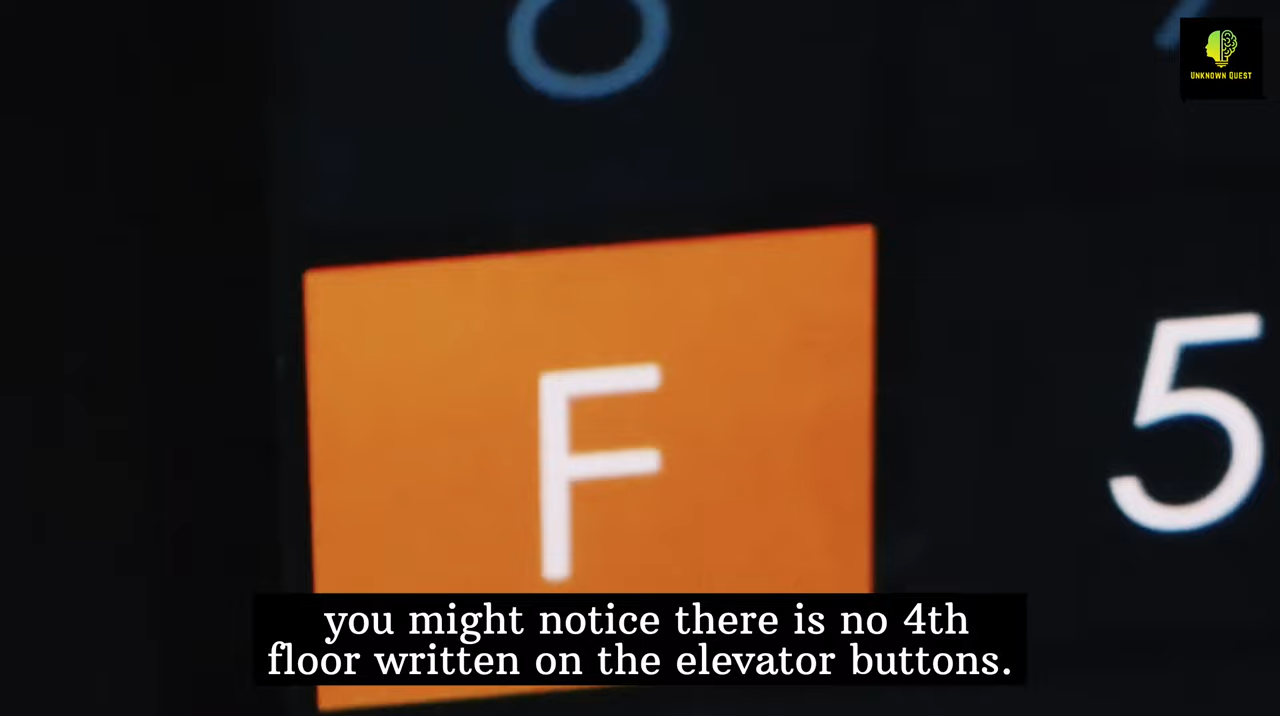 UNKNOWN QUEST
F
5
you might notice there is no 4th
floor written on the elevator buttons.